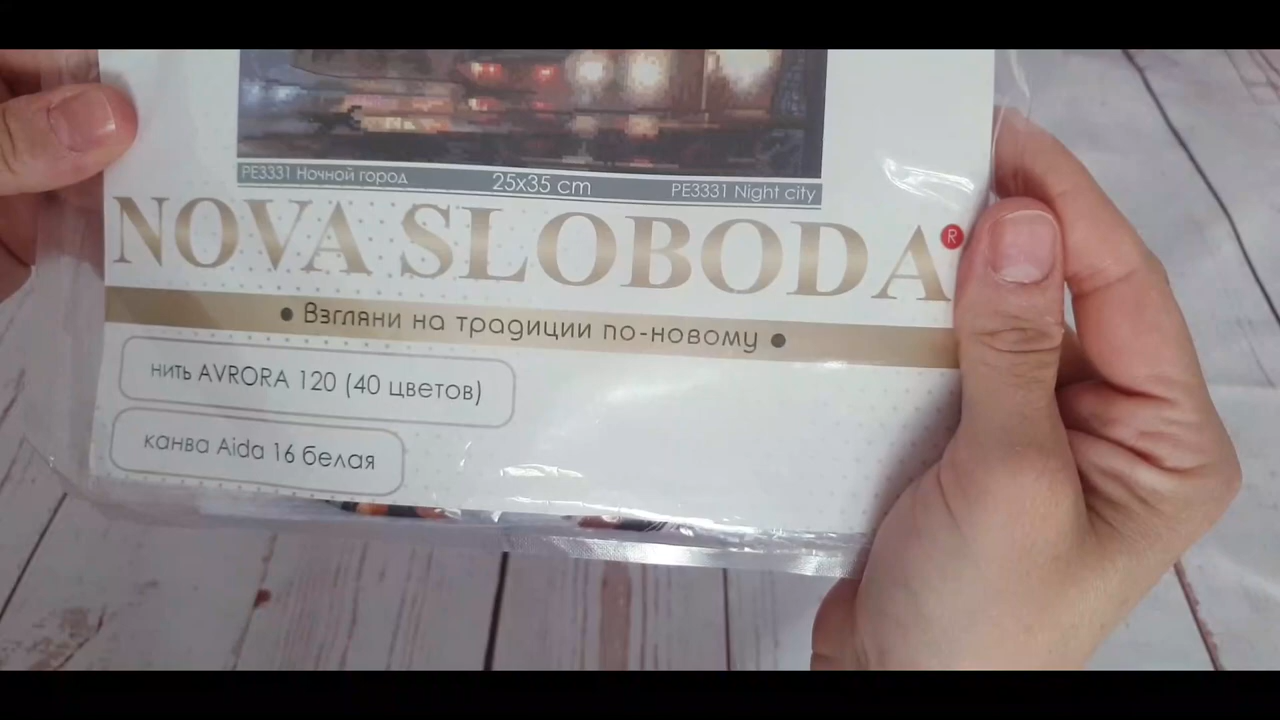 PE3331 Ночной город 25x35 cm PE3331 Night city
NOVA SLOBODA®
• Взгляни на традиции по-новому •
нить AVRORA 120 (40 цветов)
канва Aida 16 белая